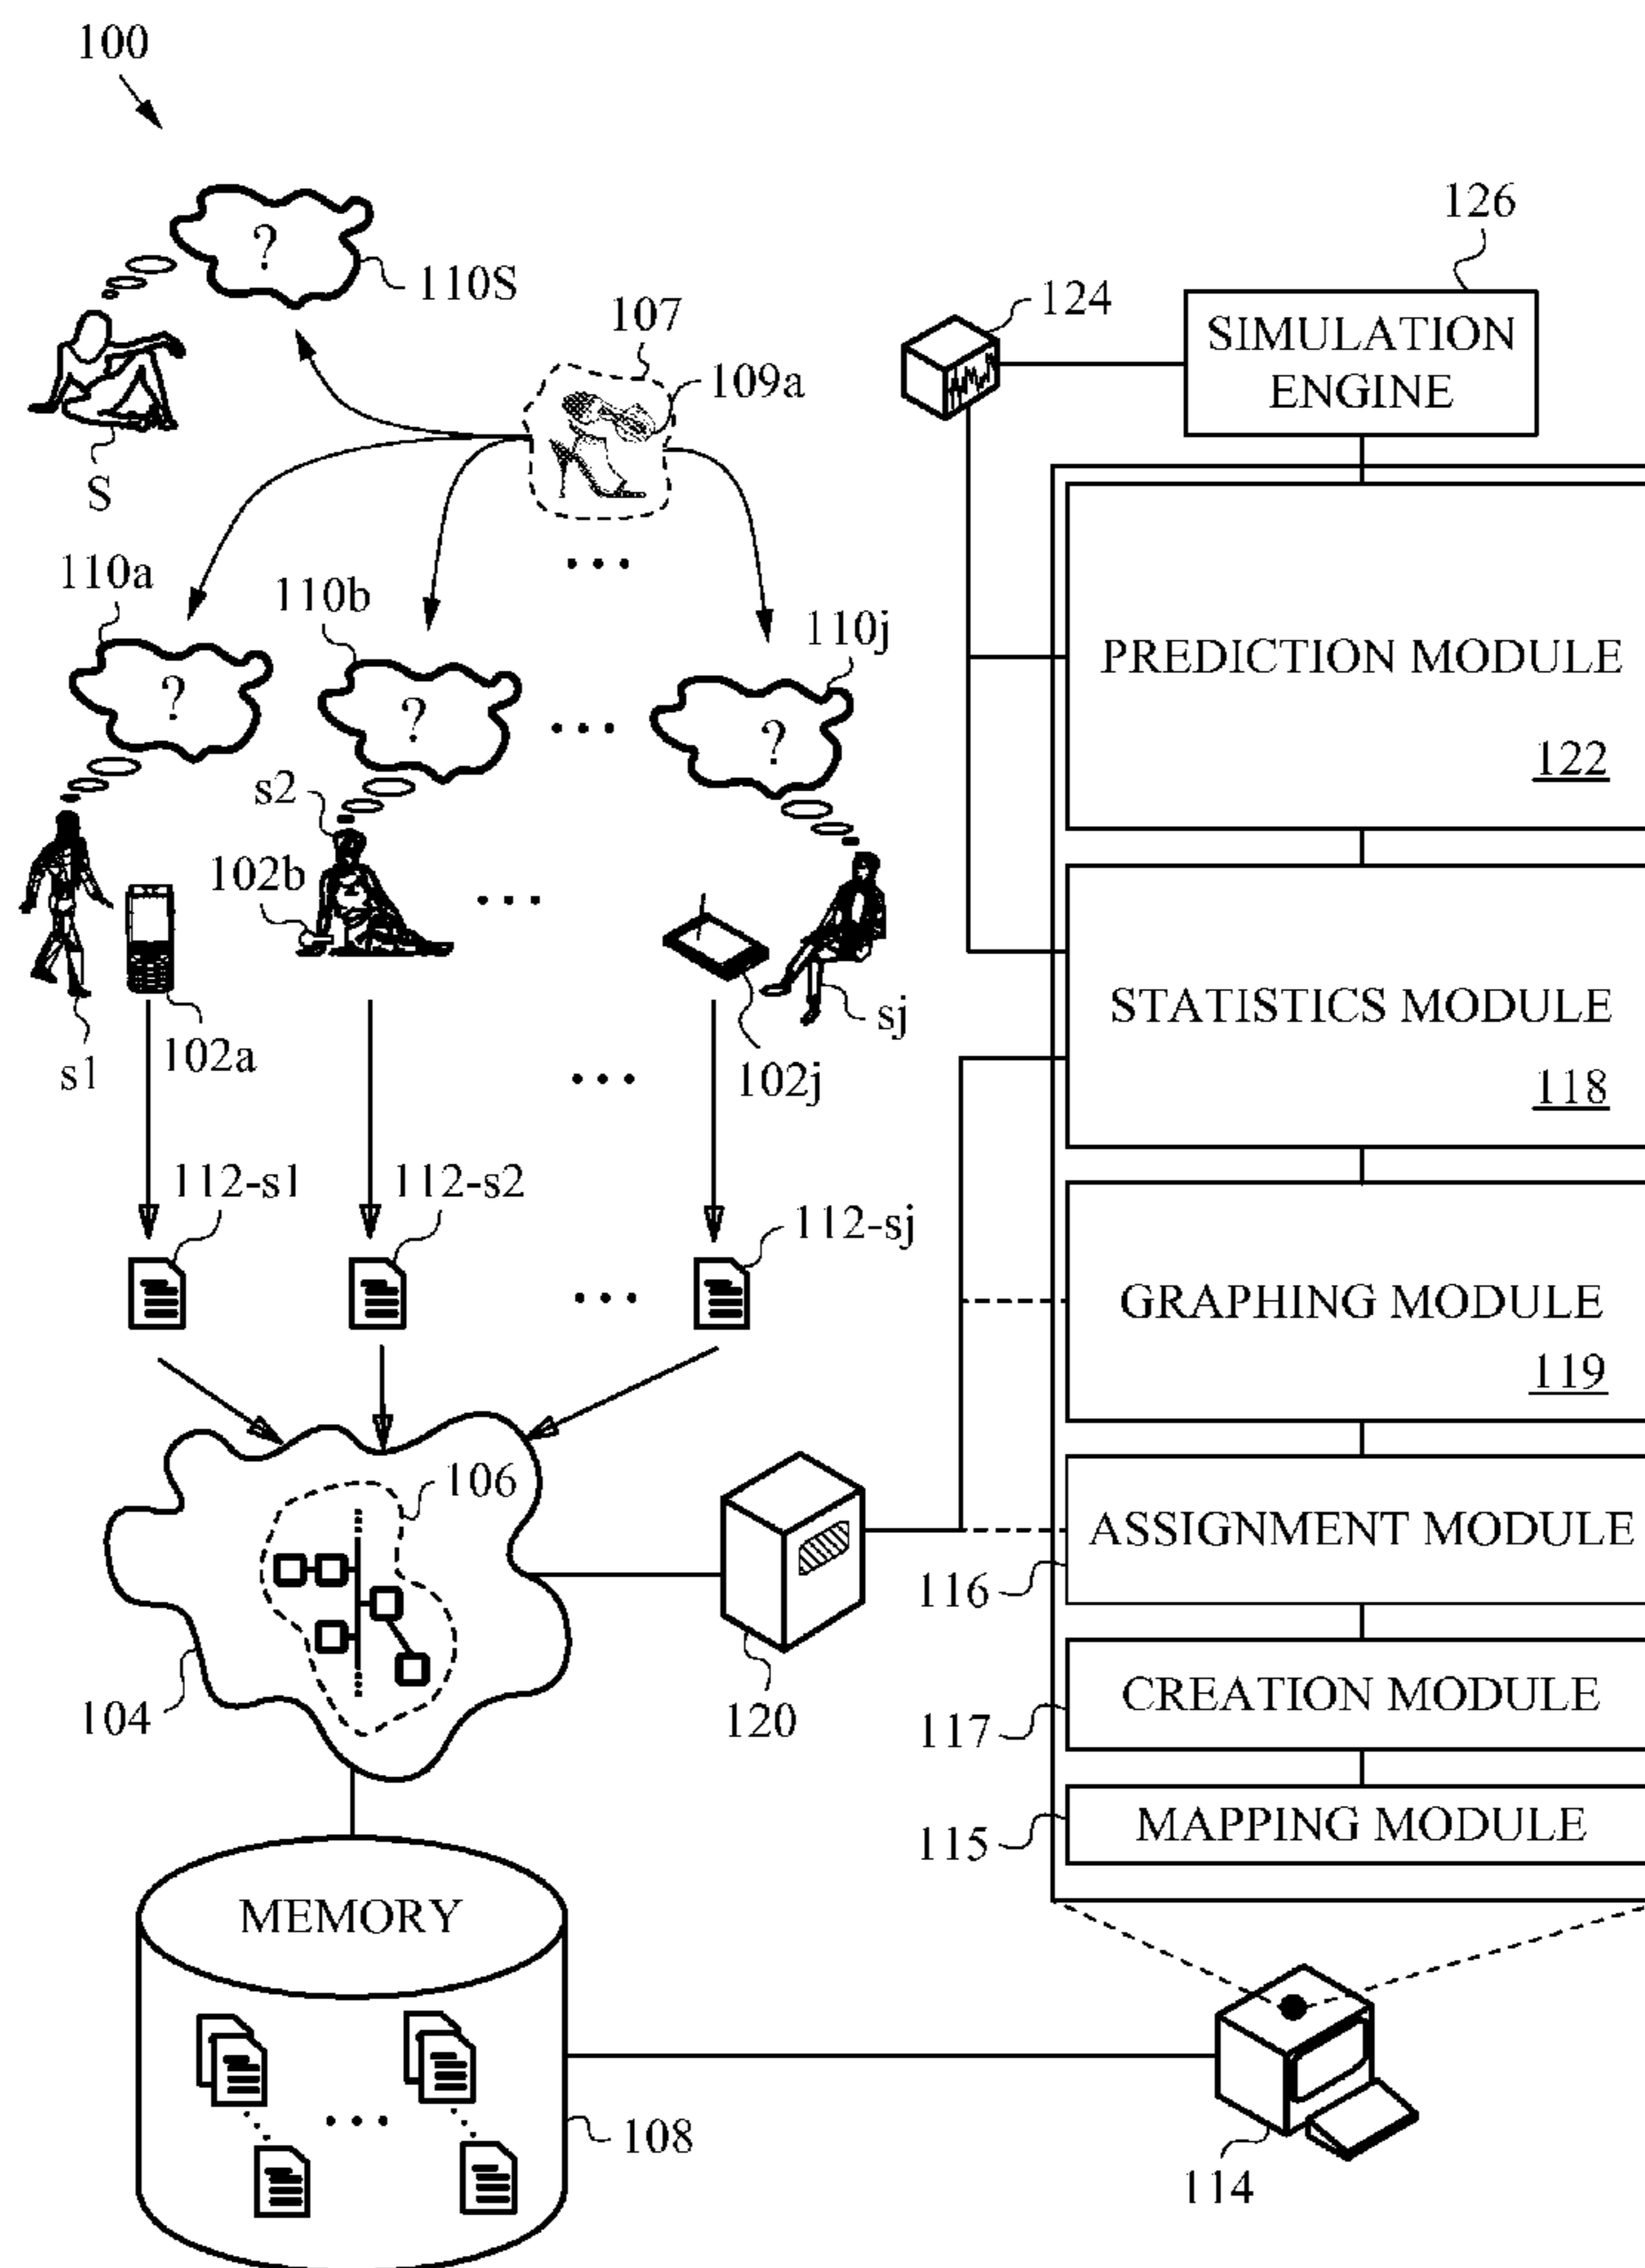 100
126
?
110S
124
SIMULATION
ENGINE
107
109a
S
110a
110b
110j
PREDICTION MODULE
?
?
?
122
s2
102b
STATISTICS MODULE
sj
s1
102a
102j
118
112-s1
112-s2
112-sj
GRAPHING MODULE
119
106
ASSIGNMENT MODULE
116
104
120
CREATION MODULE
117
MAPPING MODULE
115
MEMORY
108
114